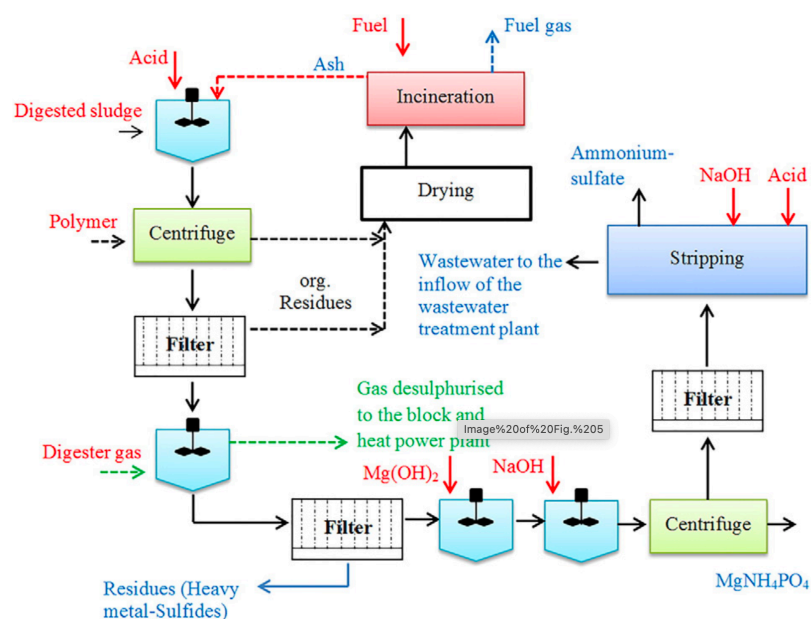 Fuel
Fuel gas
Acid
Ash
Incineration
Digested sludge
Drying
Ammonium-
sulfate
NaOH
Acid
Polymer
Centrifuge
Stripping
Wastewater to the
inflow of the
wastewater
treatment plant
org.
Residues
Filter
Filter
Gas desulphurised
to the block and
heat power plant
Image%20of%20Fig.%205
Digester gas
Mg(OH)₂
NaOH
Filter
Centrifuge
MgNH₄PO₄
Residues (Heavy
metal-Sulfides)